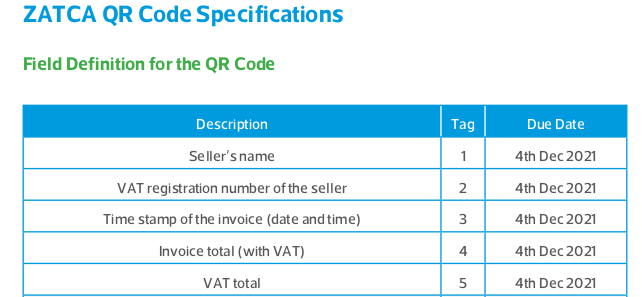 ZATCA QR Code Specifications
Field Definition for the QR Code
Description Tag Due Date
Seller's name 1 4th Dec 2021
VAT registration number of the seller 2 4th Dec 2021
Time stamp of the invoice (date and time) 3 4th Dec 2021
Invoice total (with VAT) 4 4th Dec 2021
VAT total 5 4th Dec 2021